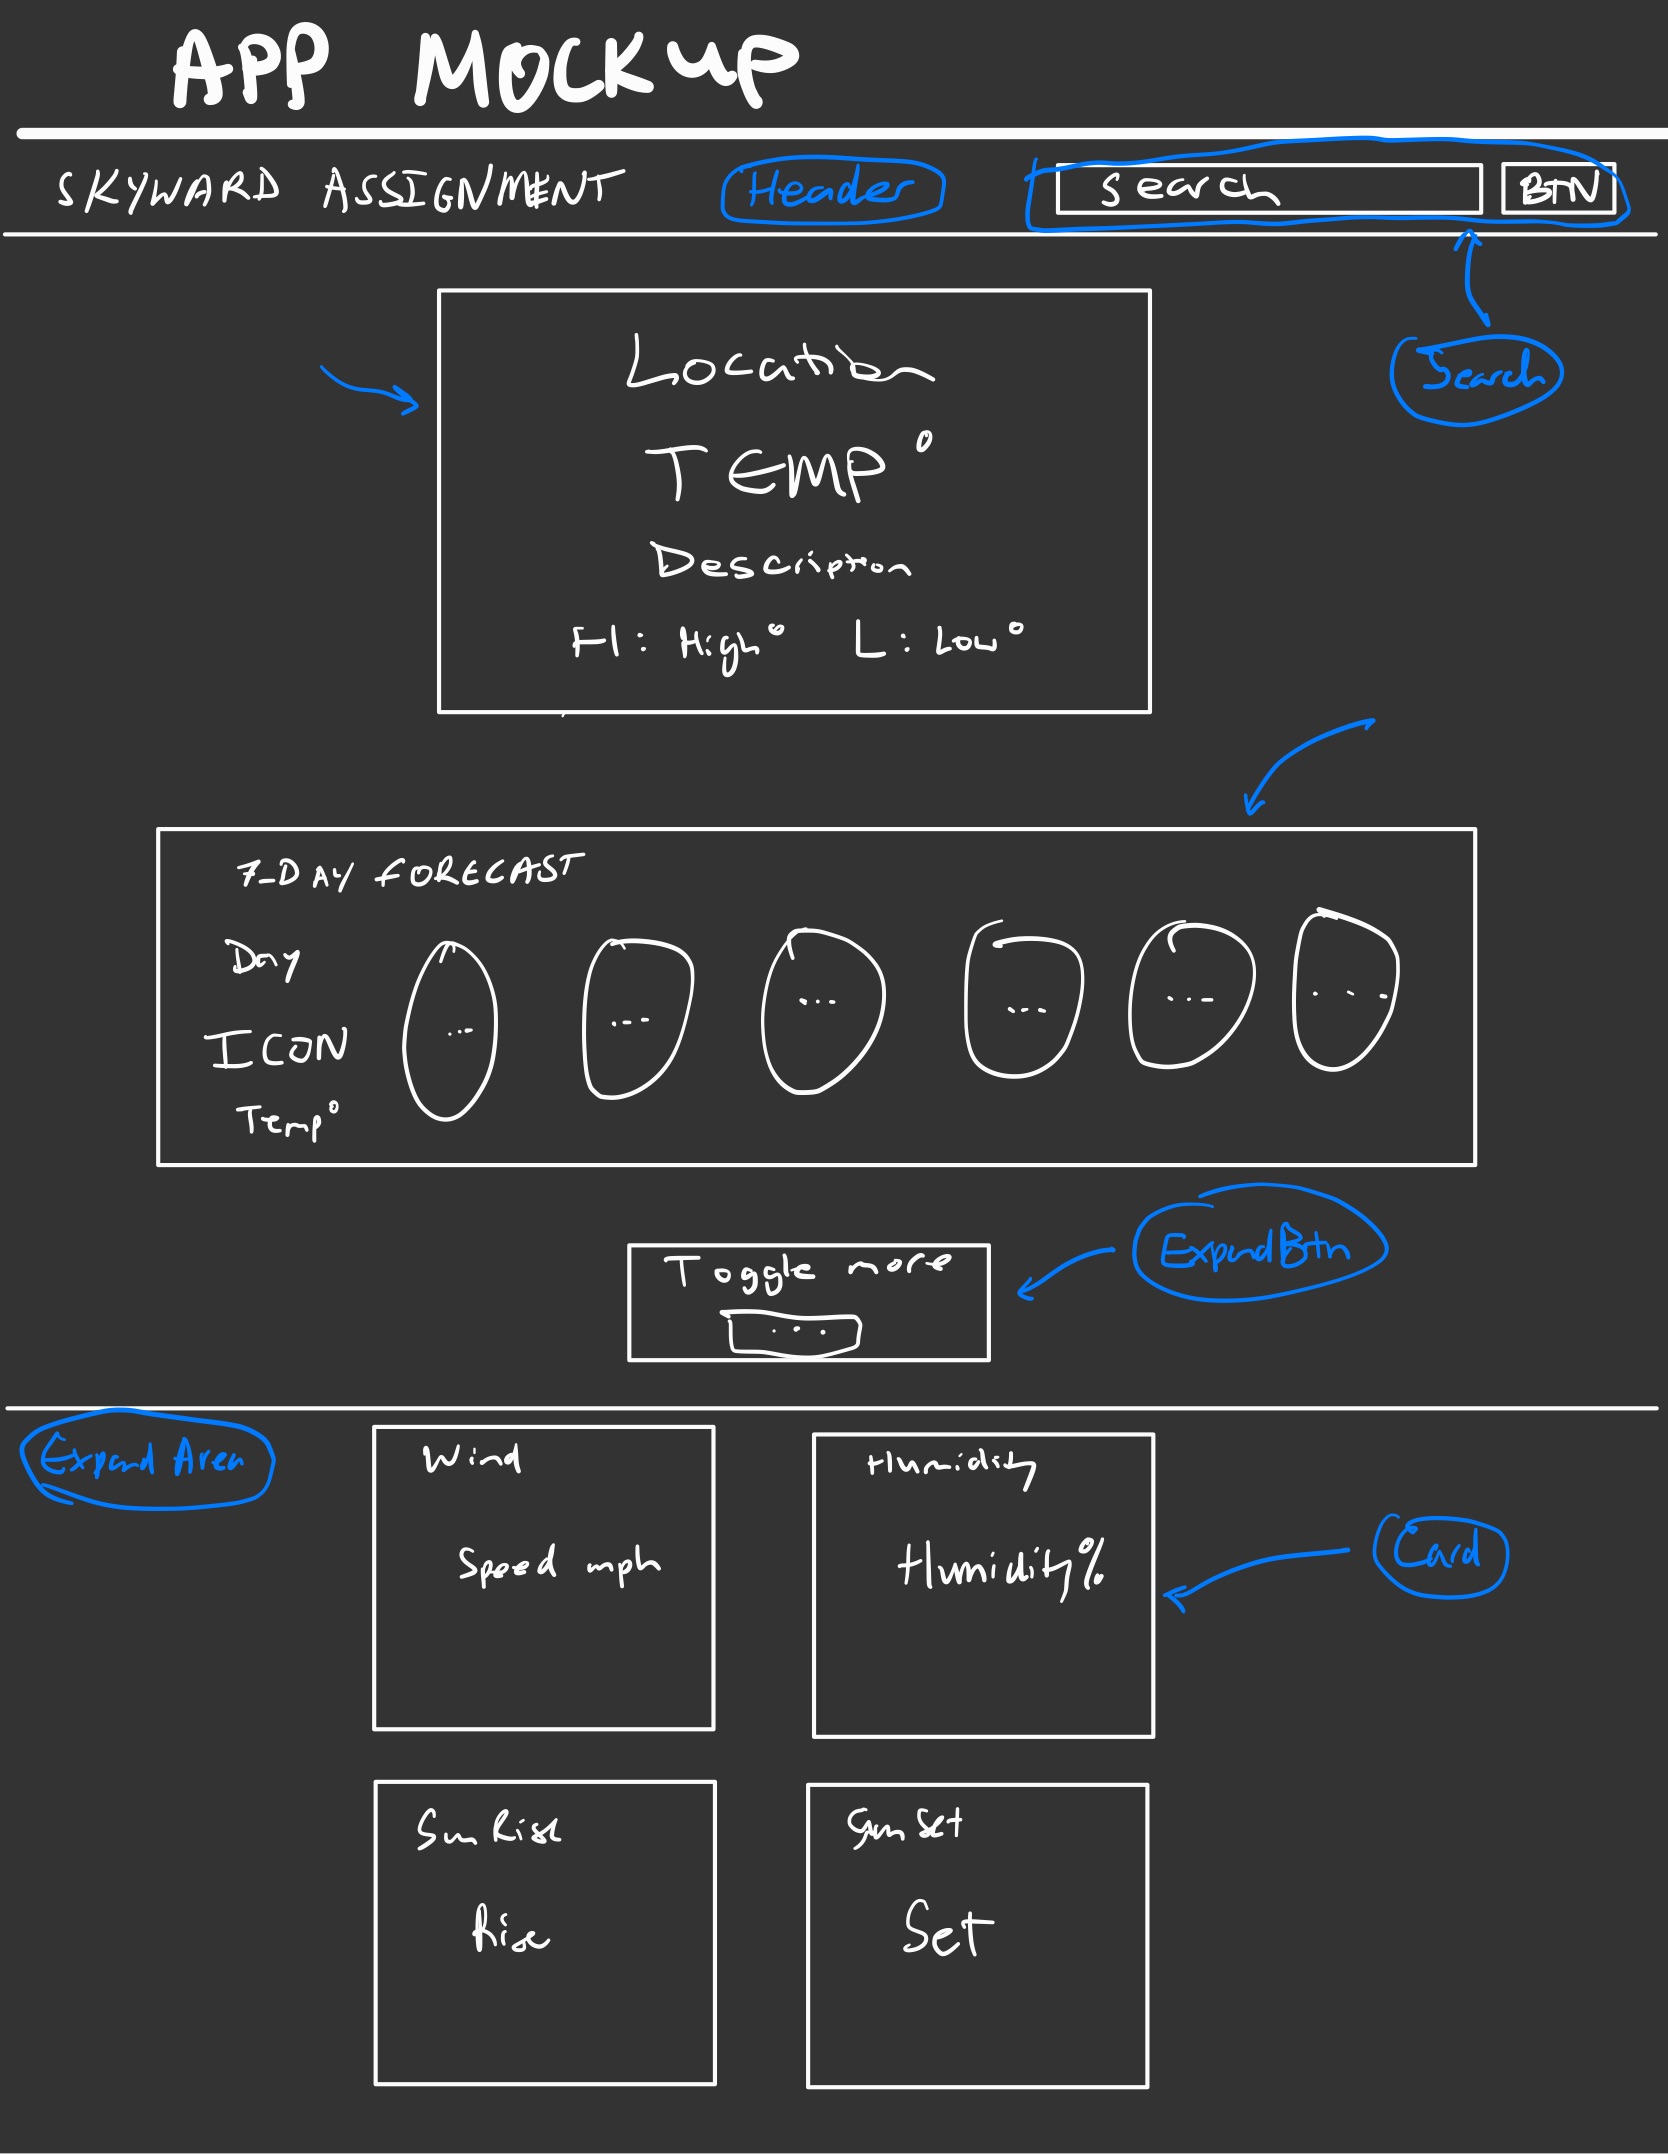 APP MOCKUP
SKYWARD ASSIGNMENT Header Search BTN
Search
Location
TEMP°
Description
H: High° L: Low°
7-DAY FORECAST
Day
ICON
Temp°
...
...
...
...
...
...
ExpandBtn
Toggle more
...
Expand Area
Wind
Speed mph
Humidity
Humidity%
Card
Sun Rise
Rise
Sun Set
Set